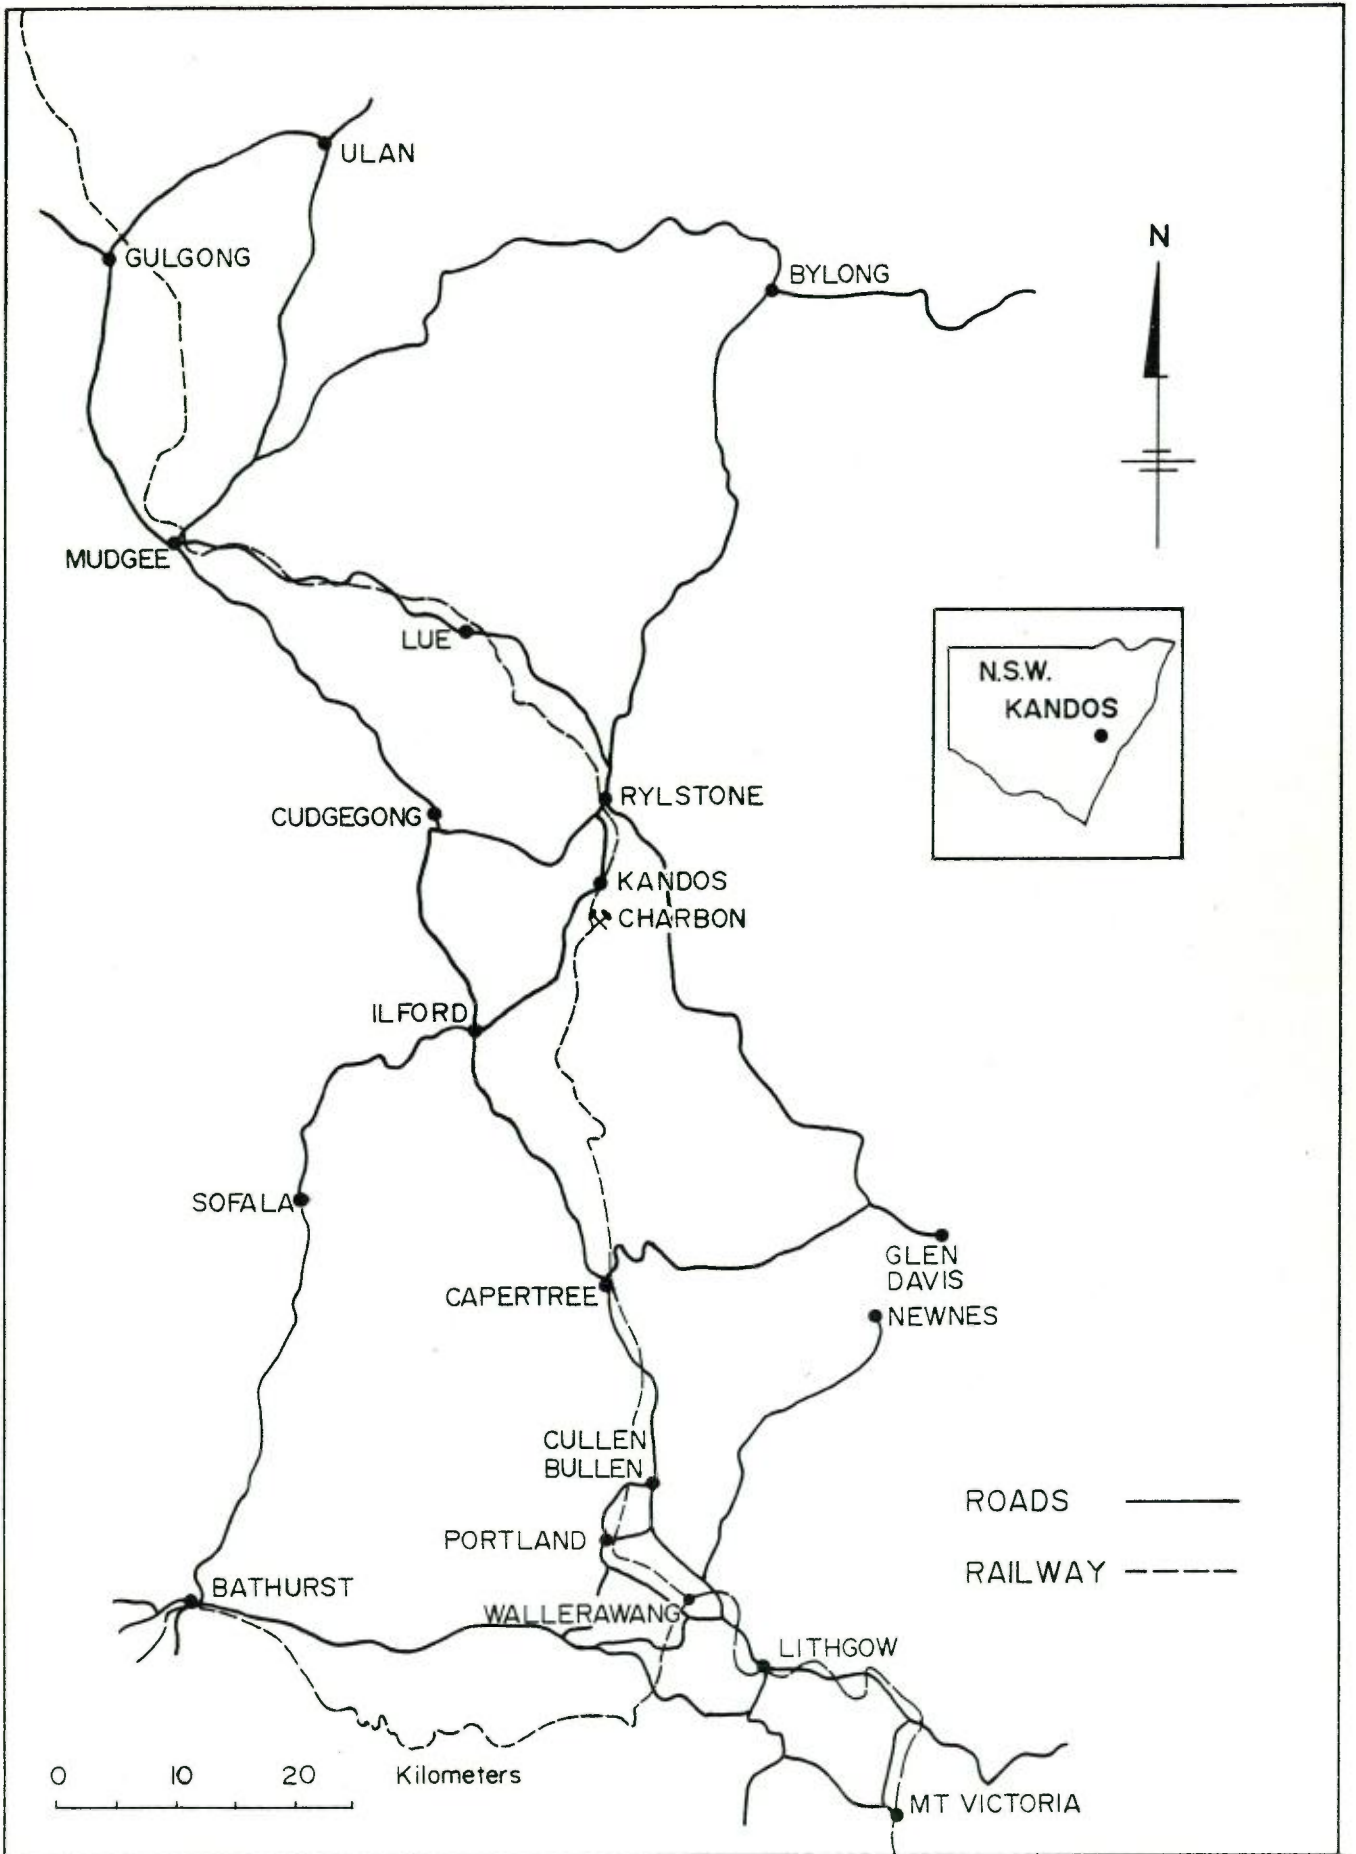 ULAN
N
GULGONG
BYLONG
MUDGEE
LUE
N.S.W.
KANDOS
RYLSTONE
CUDGEGONG
KANDOS
CHARBON
ILFORD
SOFALA
GLEN
DAVIS
CAPERTREE
NEWNES
CULLEN
BULLEN
ROADS
PORTLAND
RAILWAY
BATHURST
WALLERAWANG
LITHGOW
0 10 20 Kilometers
MT VICTORIA